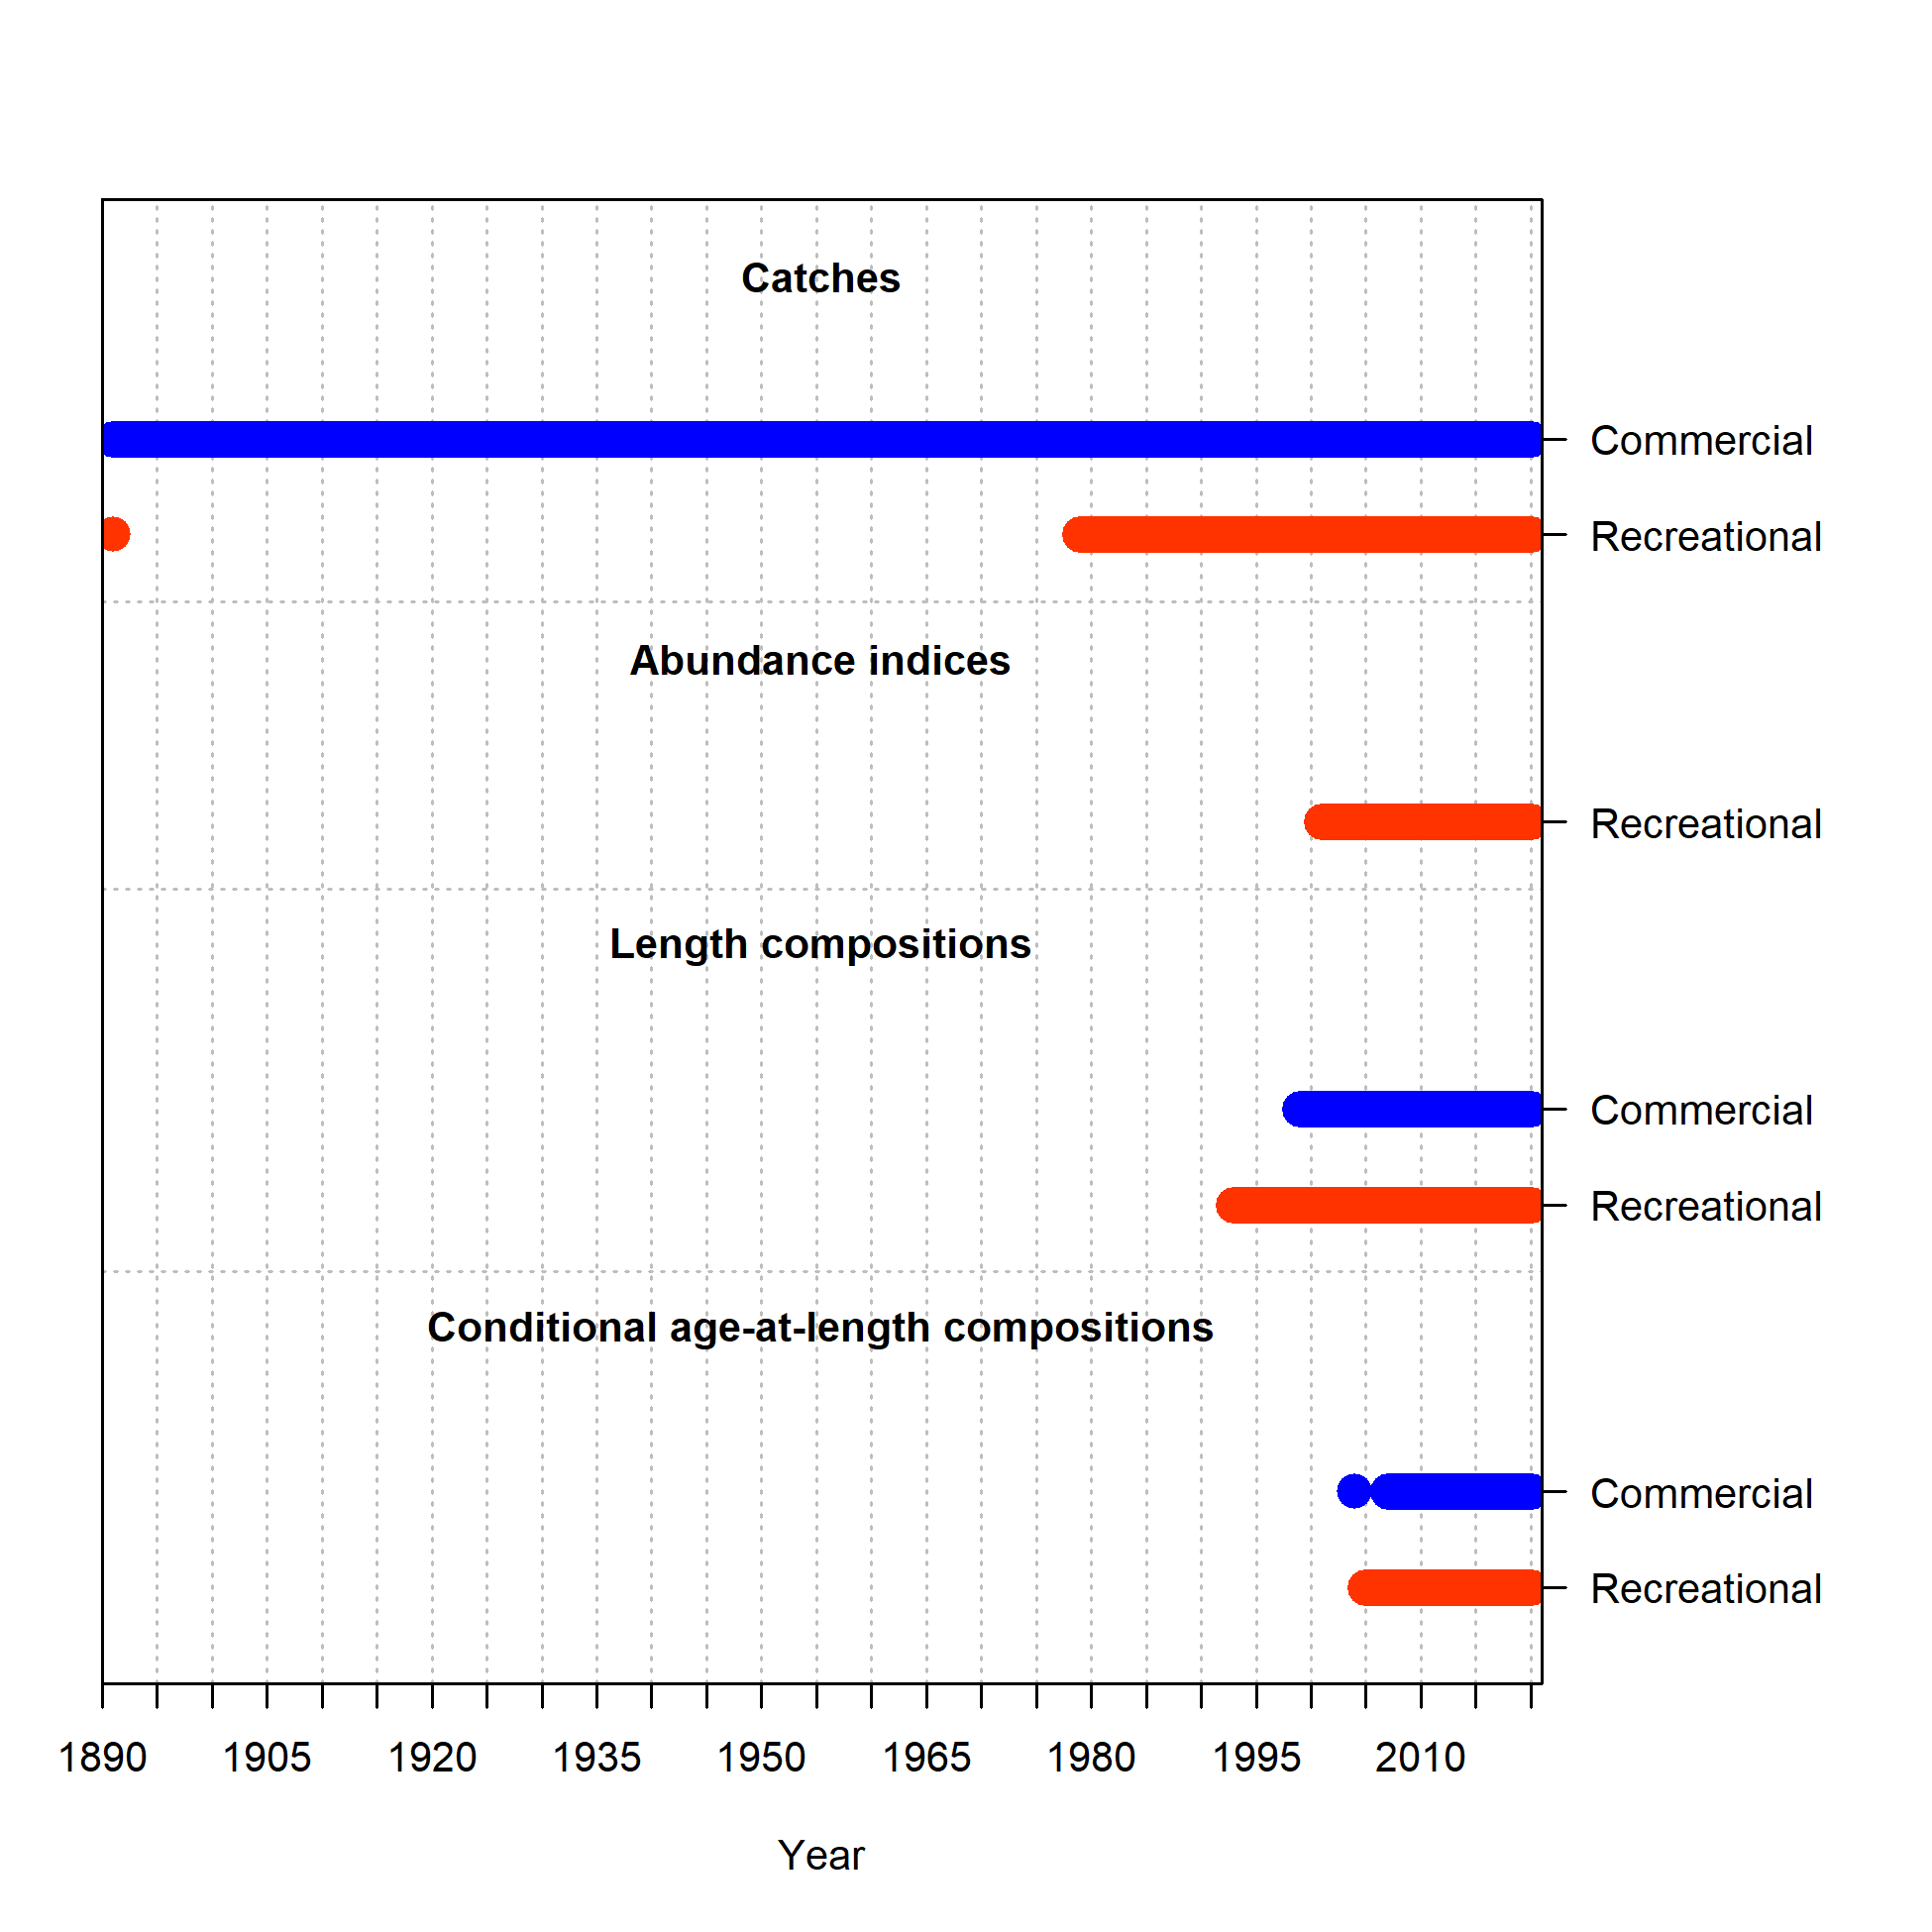 Catches
Commercial
Recreational
Abundance indices
Recreational
Length compositions
Commercial
Recreational
Conditional age-at-length compositions
Commercial
Recreational
1890 1905 1920 1935 1950 1965 1980 1995 2010
Year